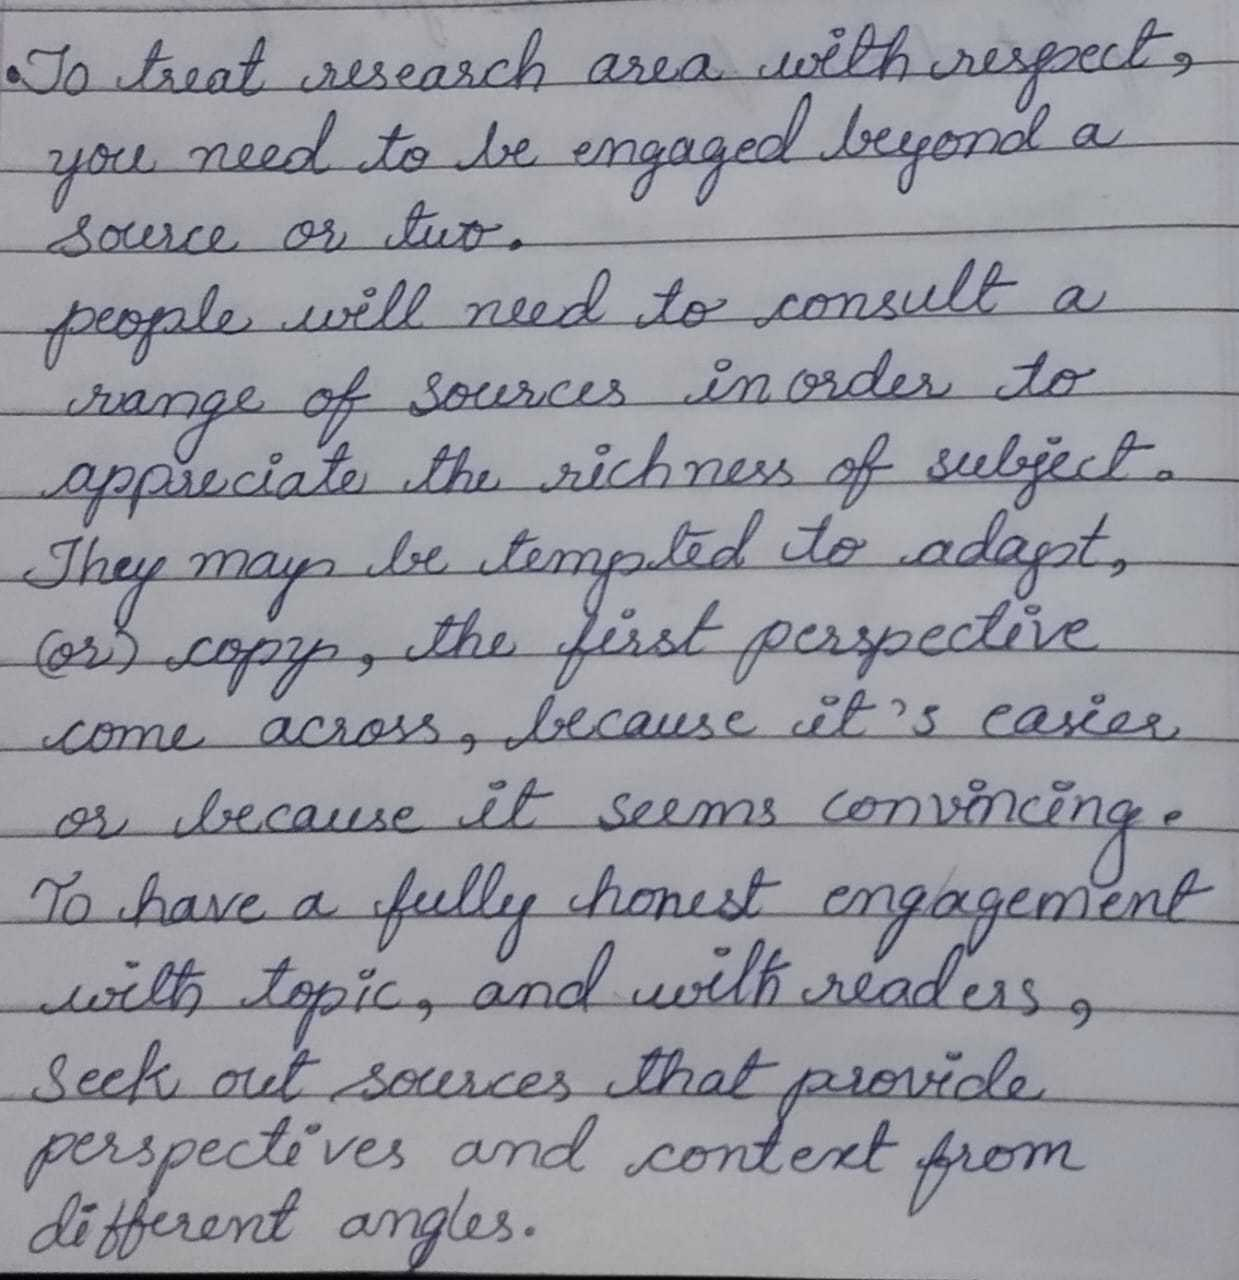 •To treat research area with respect,
you need to be engaged beyond a
source or two.
people will need to consult a
range of sources inorder to
appreciate the richness of subject.
They may be tempted to adapt,
(or) copy, the first perspective
come across, because it's easier
or because it seems convincing.
To have a fully honest engagement
with topic, and with readers,
seek out sources that provide
perspectives and context from
different angles.